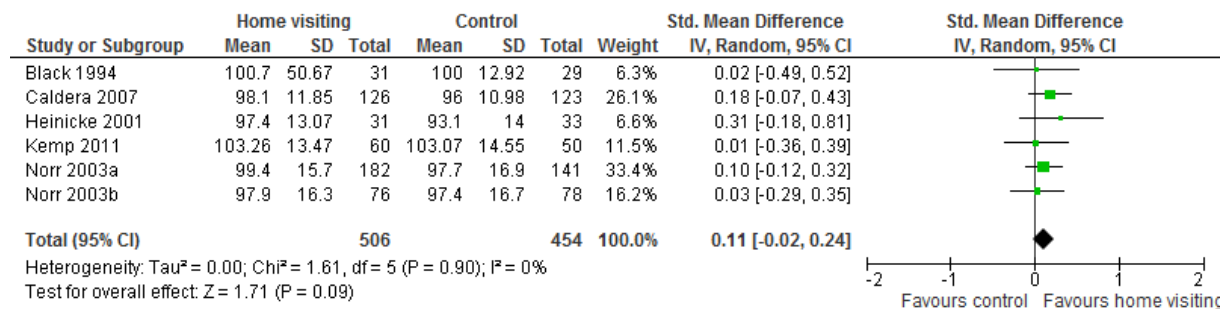 Home visiting Control Std. Mean Difference Std. Mean Difference
Study or Subgroup Mean SD Total Mean SD Total Weight IV, Random, 95% CI IV, Random, 95% CI
Black 1994 100.7 50.67 31 100 12.92 29 6.3% 0.02 [-0.49, 0.52]
Caldera 2007 98.1 11.85 126 96 10.98 123 26.1% 0.18 [-0.07, 0.43]
Heinicke 2001 97.4 13.07 31 93.1 14 33 6.6% 0.31 [-0.18, 0.81]
Kemp 2011 103.26 13.47 60 103.07 14.55 50 11.5% 0.01 [-0.36, 0.39]
Norr 2003a 99.4 15.7 182 97.7 16.9 141 33.4% 0.10 [-0.12, 0.32]
Norr 2003b 97.9 16.3 76 97.4 16.7 78 16.2% 0.03 [-0.29, 0.35]
Total (95% CI) 506 454 100.0% 0.11 [-0.02, 0.24]
Heterogeneity: Tau² = 0.00; Chi² = 1.61, df = 5 (P = 0.90); I² = 0%
Test for overall effect: Z = 1.71 (P = 0.09)
-2 -1 0 1 2
Favours control Favours home visiting